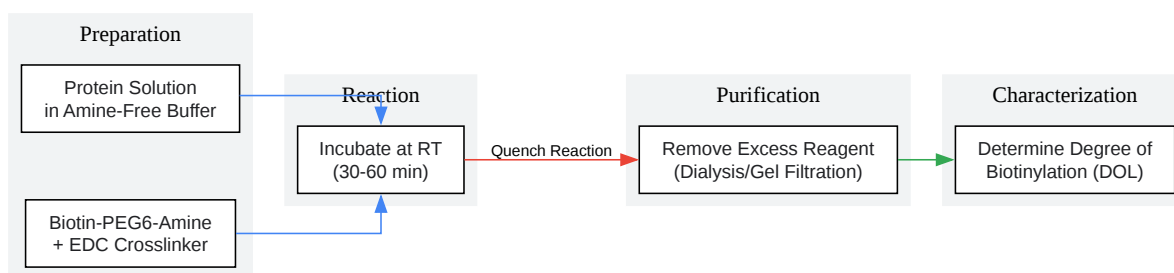 Preparation
Protein Solution
in Amine-Free Buffer
Biotin-PEG6-Amine
+ EDC Crosslinker
Reaction
Incubate at RT
(30-60 min)
Quench Reaction
Purification
Remove Excess Reagent
(Dialysis/Gel Filtration)
Characterization
Determine Degree of
Biotinylation (DOL)